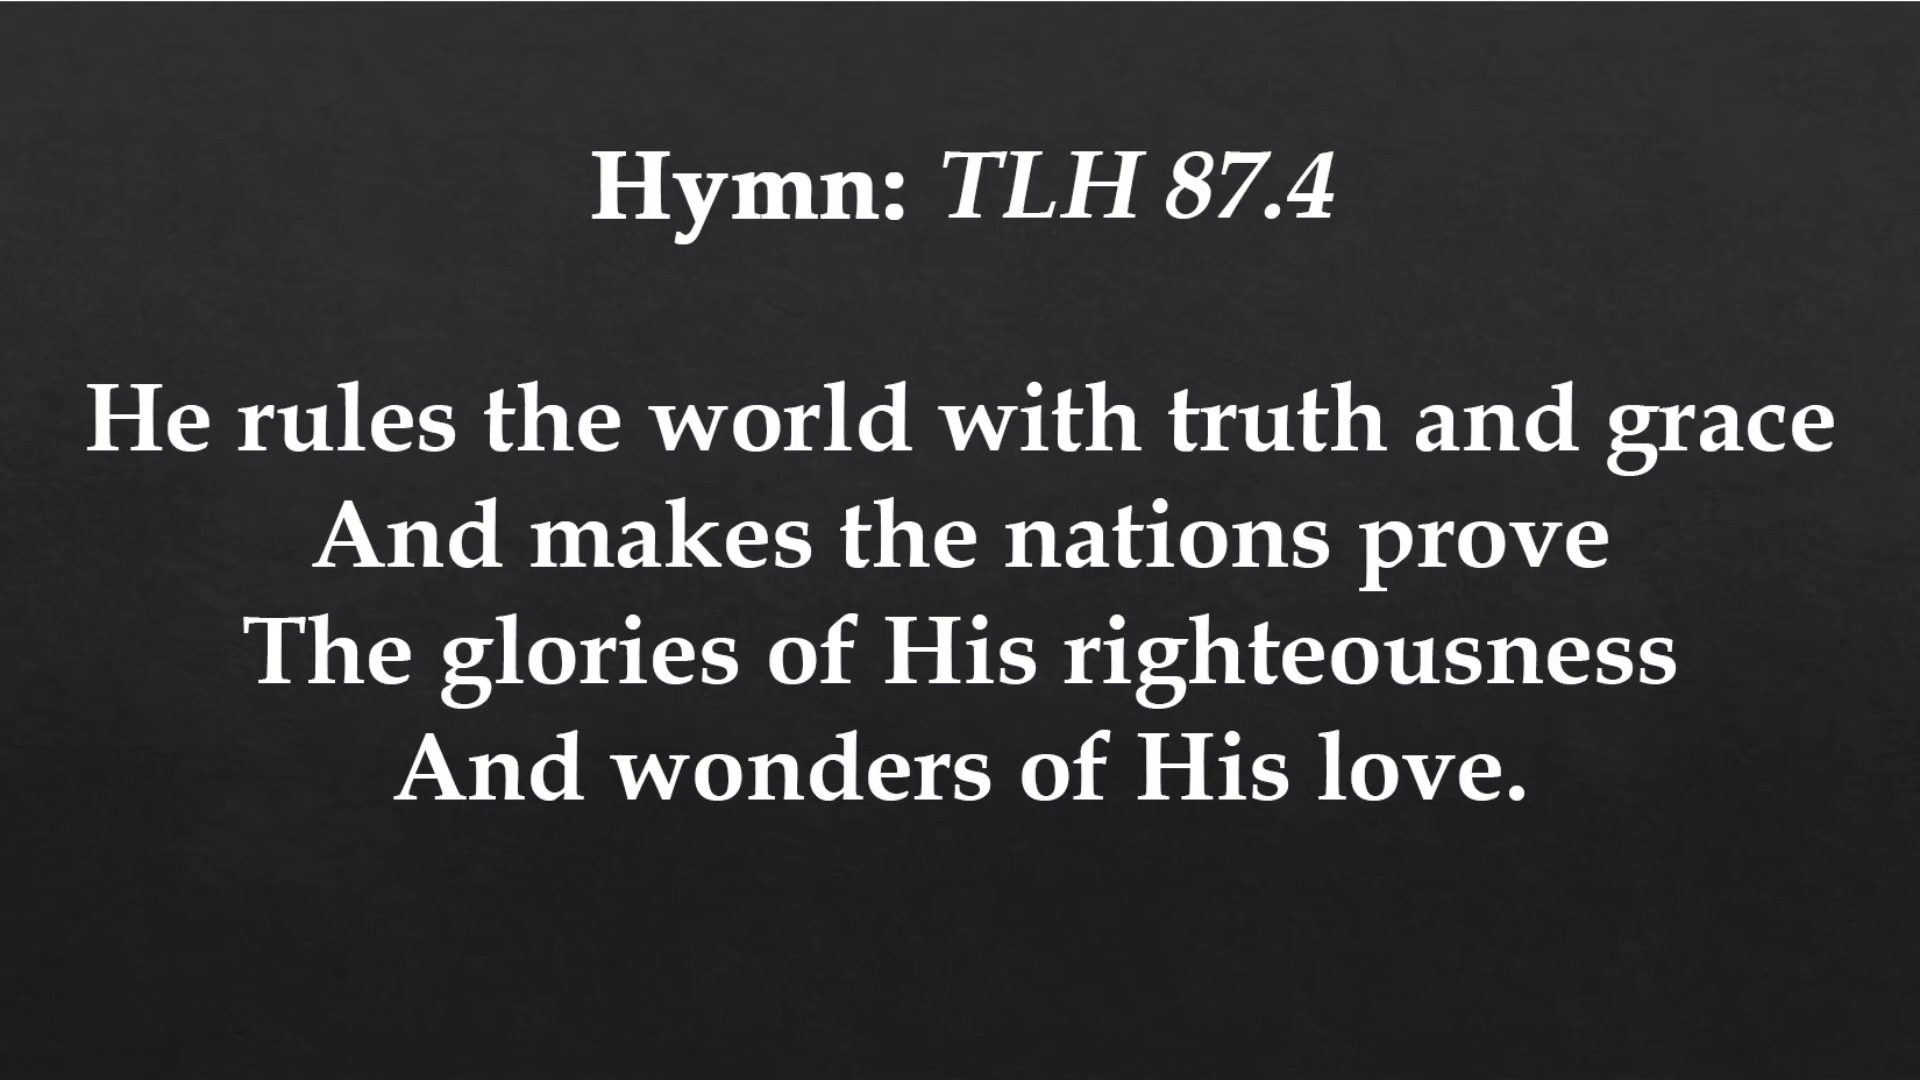 Hymn: TLH 87.4
He rules the world with truth and grace
And makes the nations prove
The glories of His righteousness
And wonders of His love.